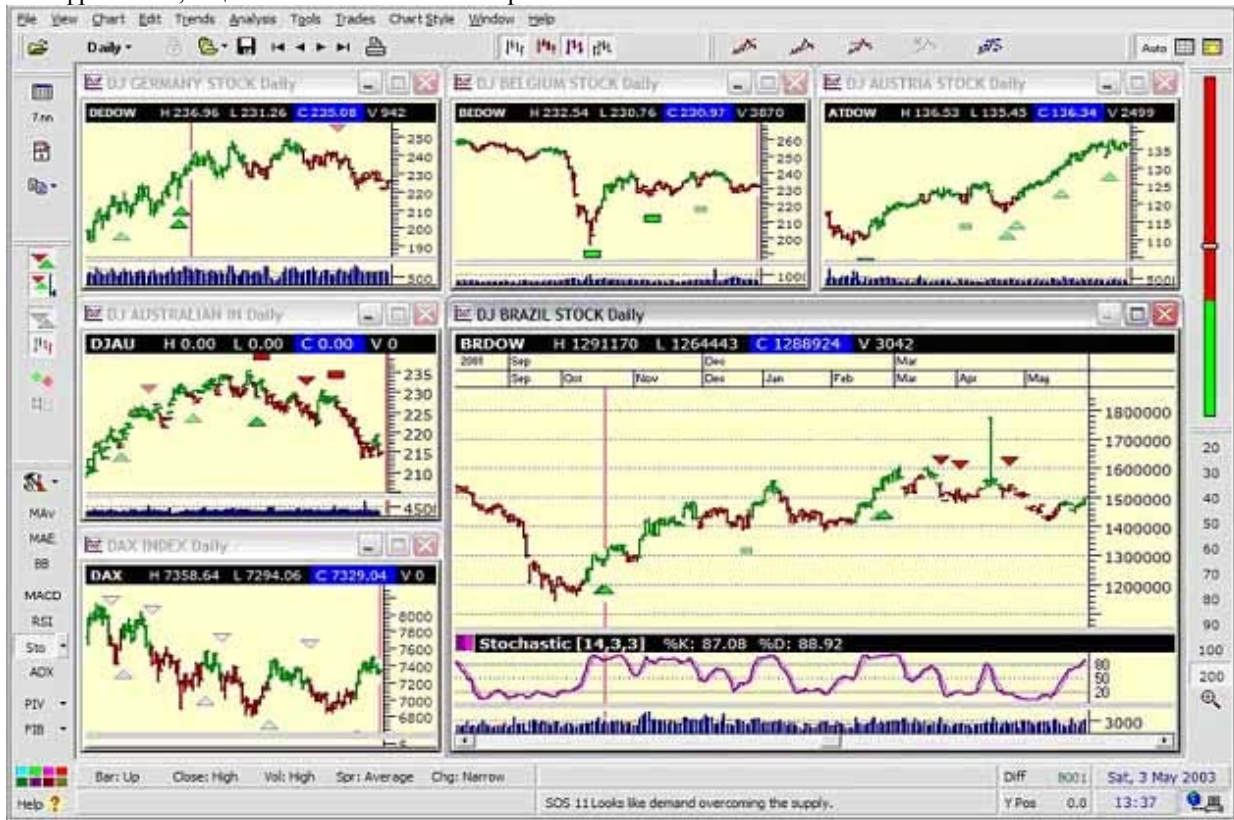 File View Chart Edit Trends Analysis Tools Trades Chart Style Window Help
Daily
Auto
7.nn
DJ GERMANY STOCK Daily
DEDOW H 236.96 L 231.26 C 235.08 V 942
250
240
230
220
210
200
190
500
DJ BELGIUM STOCK Daily
BEDOW H 232.54 L 230.76 C 230.97 V 3870
260
240
230
220
210
200
DJ AUSTRIA STOCK Daily
ATDOW H 136.53 L 135.45 C 136.34 V 2499
135
130
125
120
115
110
DJ AUSTRALIAN IN Daily
DJAU H 0.00 L 0.00 C 0.00 V 0
235
230
225
220
215
210
DJ BRAZIL STOCK Daily
BRDOW H 1291170 L 1264443 C 1288924 V 3042
2001 Sep Dec Mar
Sep Oct Nov Dec Jan Feb Mar Apr May
1800000
1700000
1600000
1500000
1400000
1300000
1200000
Stochastic [14,3,3] %K: 87.08 %D: 88.92
80
50
20
3000
DAX INDEX Daily
DAX H 7358.64 L 7294.06 C 7329.04 V 0
8000
7800
7600
7400
7200
7000
6800
MAv
MAE
BB
MACD
RSI
Sto
ADX
PIV
FIB
20
30
40
50
60
70
80
90
100
200
Bar: Up Close: High Vol: High Spr: Average Chg: Narrow
Diff Sat, 3 May 2003
Help ? SOS 11 Looks like demand overcoming the supply. Y Pos 0.0 13:37